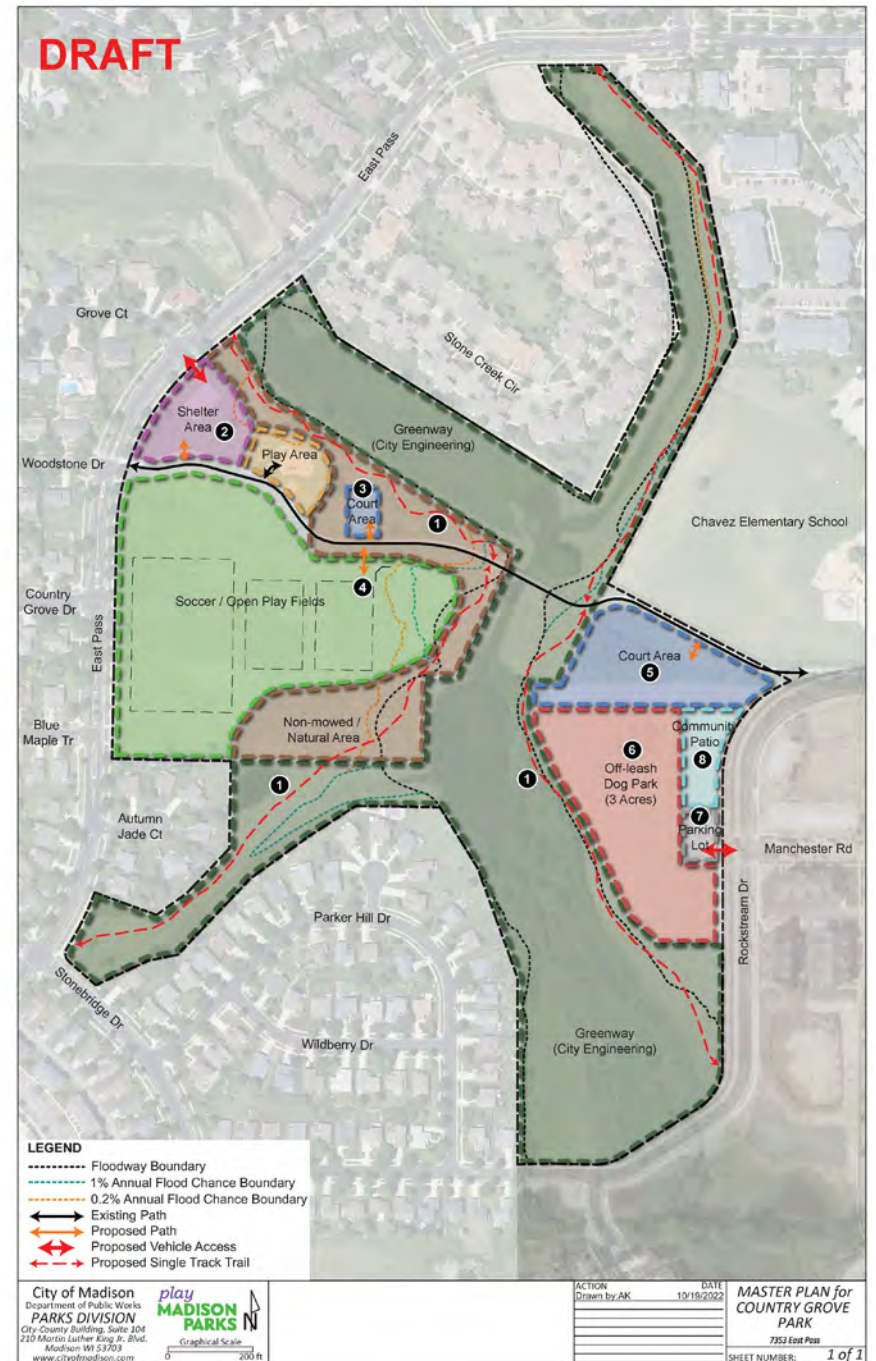 DRAFT
East Pass
Grove Ct
Stone Creek Cir
Shelter
Area
2
Greenway
(City Engineering)
Woodstone Dr
Play Area
3
Court
Area
1
Chavez Elementary School
4
Country
Grove Dr
Soccer / Open Play Fields
East Pass
Court Area
5
Blue
Maple Tr
Non-mowed /
Natural Area
Community
Patio
8
6
Off-leash
Dog Park
(3 Acres)
1
1
7
Parking
Lot
Manchester Rd
Autumn
Jade Ct
Parker Hill Dr
Rockstream Dr
Stonebridge Dr
Wildberry Dr
Greenway
(City Engineering)
LEGEND
Floodway Boundary
1% Annual Flood Chance Boundary
0.2% Annual Flood Chance Boundary
Existing Path
Proposed Path
Proposed Vehicle Access
Proposed Single Track Trail
City of Madison
Department of Public Works
PARKS DIVISION
City-County Building, Suite 104
210 Martin Luther King Jr. Blvd.
Madison WI 53703
www.cityofmadison.com
play
MADISON
PARKS
N
Graphical Scale
0 200 ft
ACTION DATE
Drawn by:AK 10/19/2022
MASTER PLAN for
COUNTRY GROVE
PARK
7353 East Pass
SHEET NUMBER: 1 of 1